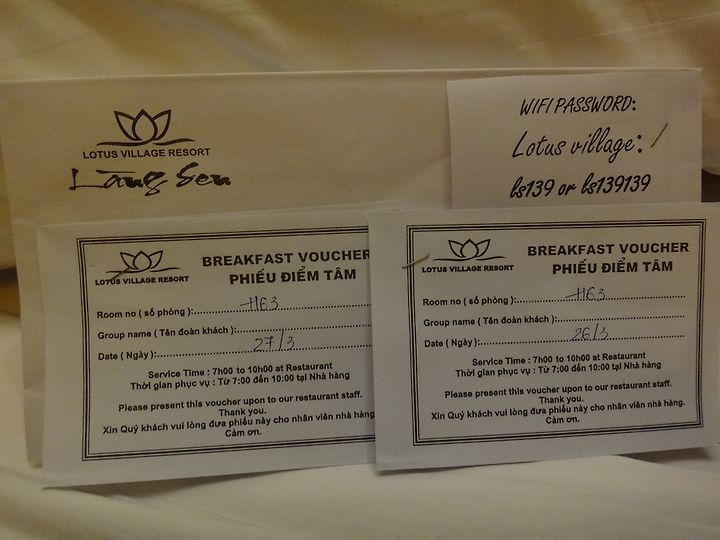 LOTUS VILLAGE RESORT
Làng Sen
WIFI PASSWORD:
Lotus village: /
ls139 or ls139139
LOTUS VILLAGE RESORT
BREAKFAST VOUCHER
PHIẾU ĐIỂM TÂM
Room no ( số phòng ):
H63
Group name ( Tên đoàn khách ):
Date ( Ngày ):
27/3
Service Time : 7h00 to 10h00 at Restaurant
Thời gian phục vụ : Từ 7:00 đến 10:00 tại Nhà hàng
Please present this voucher upon to our restaurant staff.
Thank you.
Xin Quý khách vui lòng đưa phiếu này cho nhân viên nhà hàng
Cảm ơn.
LOTUS VILLAGE RESORT
BREAKFAST VOUCHER
PHIẾU ĐIỂM TÂM
Room no ( số phòng ):
H63
Group name ( Tên đoàn khách ):
Date ( Ngày ):
26/3
Service Time : 7h00 to 10h00 at Restaurant
Thời gian phục vụ : Từ 7:00 đến 10:00 tại Nhà hàng
Please present this voucher upon to our restaurant staff.
Thank you.
Xin Quý khách vui lòng đưa phiếu này cho nhân viên nhà hàng.
Cảm ơn.